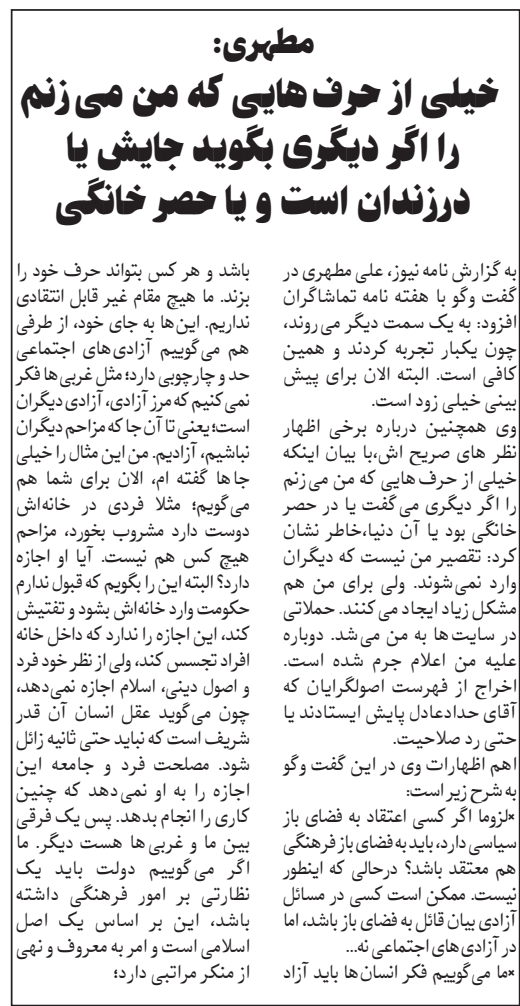 مطهری:
خیلی از حرف هایی که من می زنم
را اگر دیگری بگوید جایش یا
درزندان است و یا حصر خانگی
به گزارش نامه نیوز، علی مطهری در
گفت وگو با هفته نامه تماشاگران
افزود: به یک سمت دیگر می روند،
چون یکبار تجربه کردند و همین
کافی است. البته الان برای پیش
بینی خیلی زود است.
وی همچنین درباره برخی اظهار
نظر های صریح اش،با بیان اینکه
خیلی از حرف هایی که من می زنم
را اگر دیگری می گفت یا در حصر
خانگی بود یا آن دنیا،خاطر نشان
کرد: تقصیر من نیست که دیگران
وارد نمی شوند. ولی برای من هم
مشکل زیاد ایجاد می کنند. حملاتی
در سایت ها به من می شد. دوباره
علیه من اعلام جرم شده است.
اخراج از فهرست اصولگرایان که
آقای حدادعادل پایش ایستادند یا
حتی رد صلاحیت.
اهم اظهارات وی در این گفت وگو
به شرح زیر است:
*لزوما اگر کسی اعتقاد به فضای باز
سیاسی دارد، باید به فضای باز فرهنگی
هم معتقد باشد؟ درحالی که اینطور
نیست. ممکن است کسی در مسائل
آزادی بیان قائل به فضای باز باشد، اما
در آزادی های اجتماعی نه...
*ما می گوییم فکر انسان ها باید آزاد
باشد و هر کس بتواند حرف خود را
بزند. ما هیچ مقام غیر قابل انتقادی
نداریم. این ها به جای خود، از طرفی
هم می گوییم آزادی های اجتماعی
حد و چارچوبی دارد؛ مثل غربی ها فکر
نمی کنیم که مرز آزادی، آزادی دیگران
است؛ یعنی تا آن جا که مزاحم دیگران
نباشیم، آزادیم. من این مثال را خیلی
جاها گفته ام، الان برای شما هم
می گویم؛ مثلا فردی در خانه اش
دوست دارد مشروب بخورد، مزاحم
هیچ کس هم نیست. آیا او اجازه
دارد؟ البته این را بگویم که قبول ندارم
حکومت وارد خانه اش بشود و تفتیش
کند، این اجازه را ندارد که داخل خانه
افراد تجسس کند، ولی از نظر خود فرد
و اصول دینی، اسلام اجازه نمی دهد،
چون می گوید عقل انسان آن قدر
شریف است که نباید حتی ثانیه زائل
شود. مصلحت فرد و جامعه این
اجازه را به او نمی دهد که چنین
کاری را انجام بدهد. پس یک فرقی
بین ما و غربی ها هست دیگر. ما
اگر می گوییم دولت باید یک
نظارتی بر امور فرهنگی داشته
باشد، این بر اساس یک اصل
اسلامی است و امر به معروف و نهی
از منکر مراتبی دارد؛